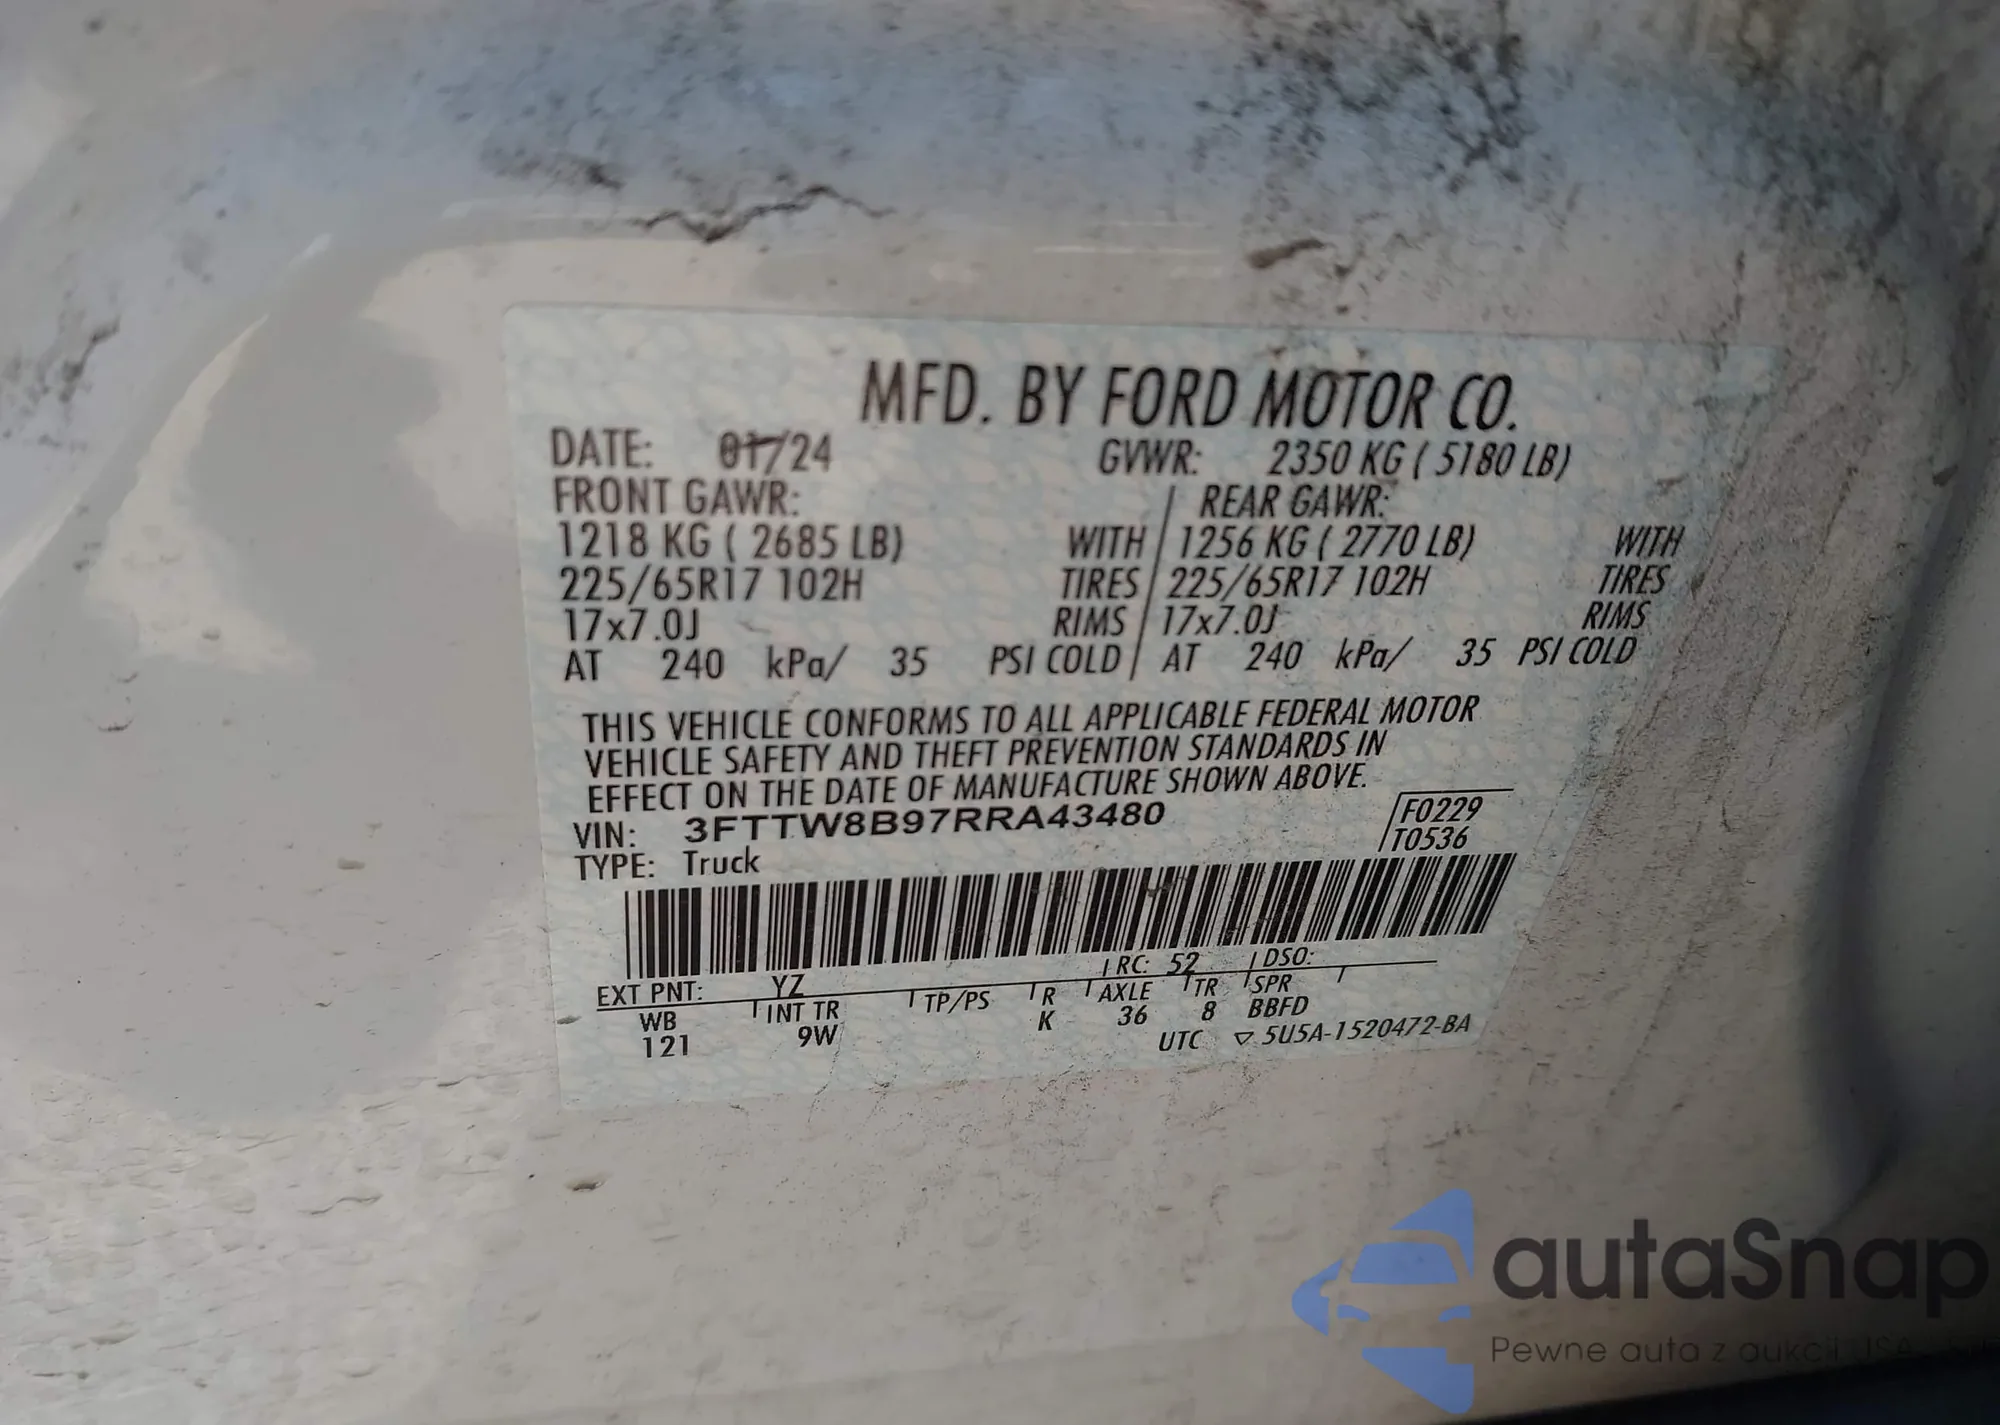 MFD. BY FORD MOTOR CO.
DATE: 01/24 GVWR: 2350 KG ( 5180 LB)
FRONT GAWR: REAR GAWR:
1218 KG ( 2685 LB) WITH 1256 KG ( 2770 LB) WITH
225/65R17 102H TIRES 225/65R17 102H TIRES
17x7.0J RIMS 17x7.0J RIMS
AT 240 kPa/ 35 PSI COLD AT 240 kPa/ 35 PSI COLD
THIS VEHICLE CONFORMS TO ALL APPLICABLE FEDERAL MOTOR
VEHICLE SAFETY AND THEFT PREVENTION STANDARDS IN
EFFECT ON THE DATE OF MANUFACTURE SHOWN ABOVE.
VIN: 3FTTW8B97RRA43480 F0229
TYPE: Truck T0536
EXT PNT: YZ RC: 52 DSO:
WB INT TR TP/PS R AXLE TR SPR
121 9W K 36 8 BBFD
UTC ▽ 5U5A-1520472-BA
autaSnap
Pewne auta z aukcji USA